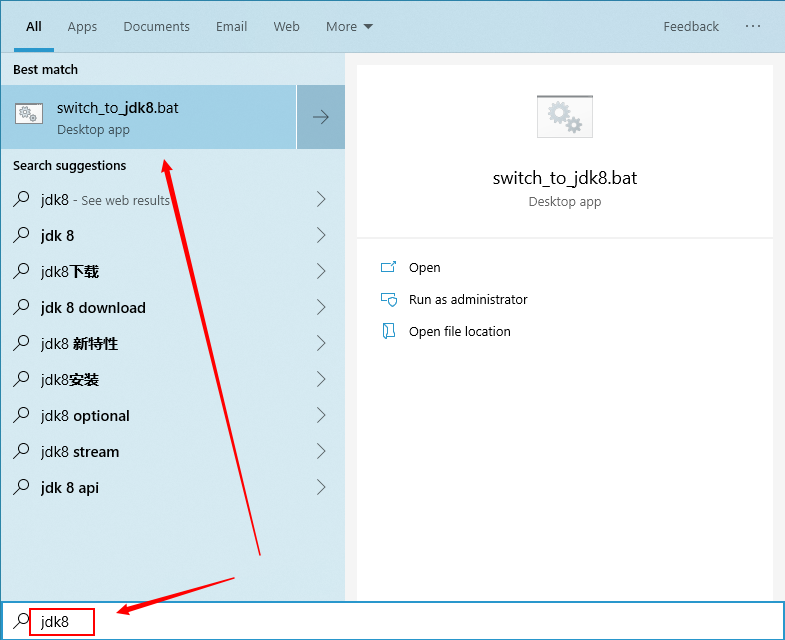 All Apps Documents Email Web More Feedback ···
Best match
switch_to_jdk8.bat
Desktop app
Search suggestions
jdk8 - See web results
jdk 8
jdk8下载
jdk 8 download
jdk8 新特性
jdk8安装
jdk8 optional
jdk8 stream
jdk 8 api
switch_to_jdk8.bat
Desktop app
Open
Run as administrator
Open file location
jdk8